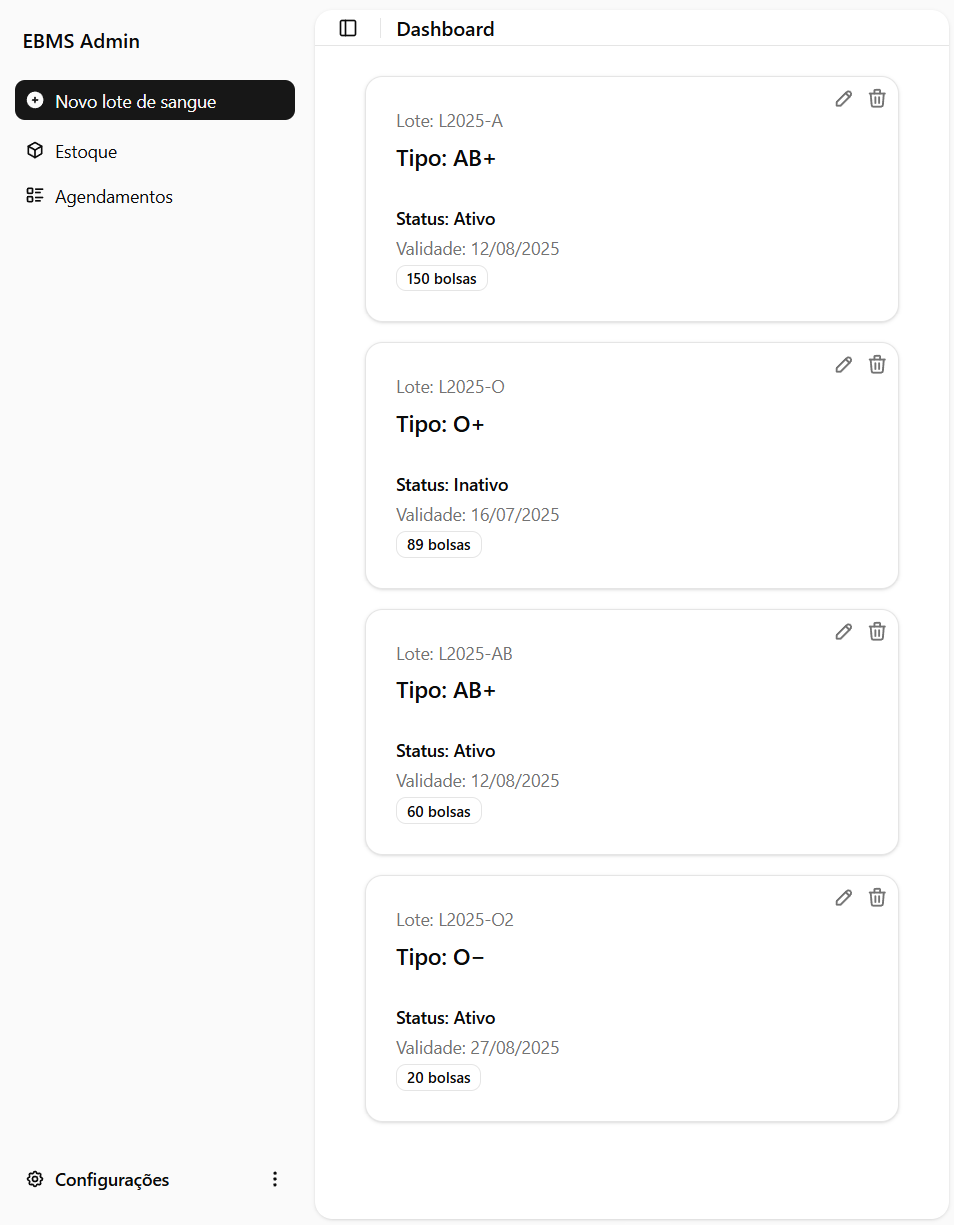 EBMS Admin
Novo lote de sangue
Estoque
Agendamentos
Configurações
Dashboard
Lote: L2025-A
Tipo: AB+
Status: Ativo
Validade: 12/08/2025
150 bolsas
Lote: L2025-O
Tipo: O+
Status: Inativo
Validade: 16/07/2025
89 bolsas
Lote: L2025-AB
Tipo: AB+
Status: Ativo
Validade: 12/08/2025
60 bolsas
Lote: L2025-O2
Tipo: O−
Status: Ativo
Validade: 27/08/2025
20 bolsas